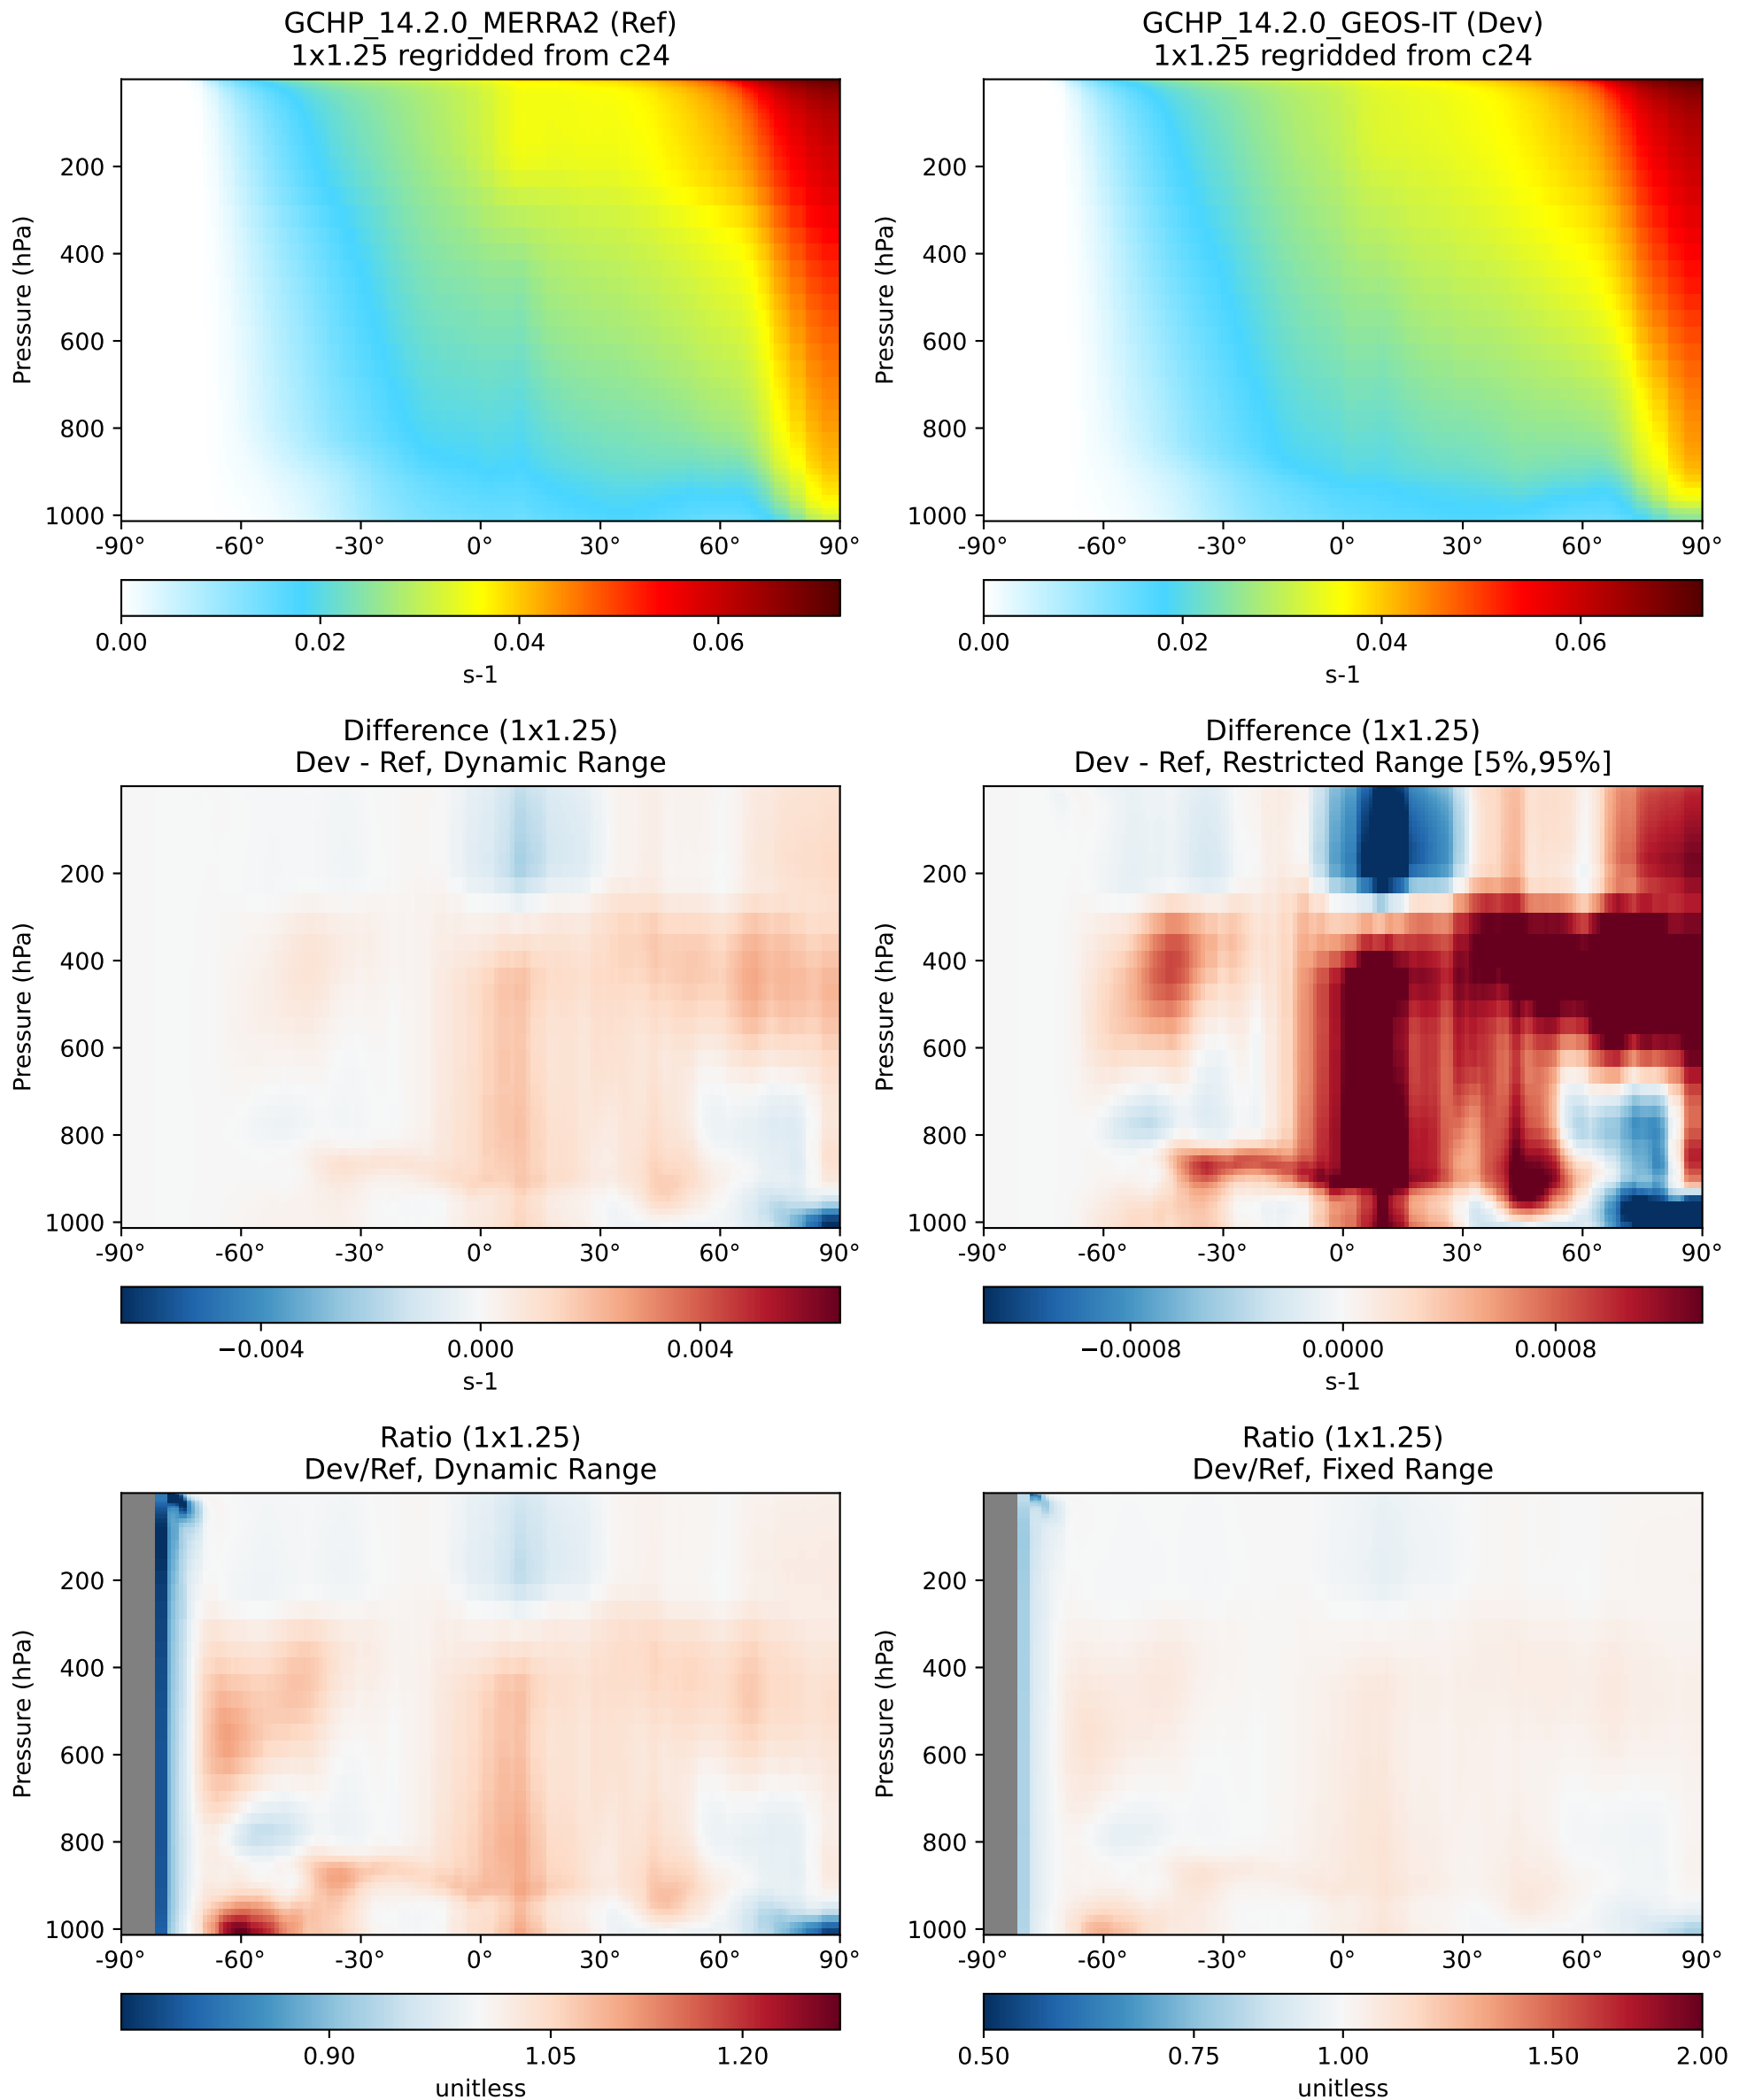 GCHP_14.2.0_MERRA2 (Ref)
1x1.25 regridded from c24
GCHP_14.2.0_GEOS-IT (Dev)
1x1.25 regridded from c24
Pressure (hPa)
200
400
600
800
1000
-90° -60° -30° 0° 30° 60° 90°
0.00 0.02 0.04 0.06
s-1
Pressure (hPa)
200
400
600
800
1000
-90° -60° -30° 0° 30° 60° 90°
0.00 0.02 0.04 0.06
s-1
Difference (1x1.25)
Dev - Ref, Dynamic Range
Difference (1x1.25)
Dev - Ref, Restricted Range [5%,95%]
Pressure (hPa)
200
400
600
800
1000
-90° -60° -30° 0° 30° 60° 90°
−0.004 0.000 0.004
s-1
Pressure (hPa)
200
400
600
800
1000
-90° -60° -30° 0° 30° 60° 90°
−0.0008 0.0000 0.0008
s-1
Ratio (1x1.25)
Dev/Ref, Dynamic Range
Ratio (1x1.25)
Dev/Ref, Fixed Range
Pressure (hPa)
200
400
600
800
1000
-90° -60° -30° 0° 30° 60° 90°
0.90 1.05 1.20
unitless
Pressure (hPa)
200
400
600
800
1000
-90° -60° -30° 0° 30° 60° 90°
0.50 0.75 1.00 1.50 2.00
unitless